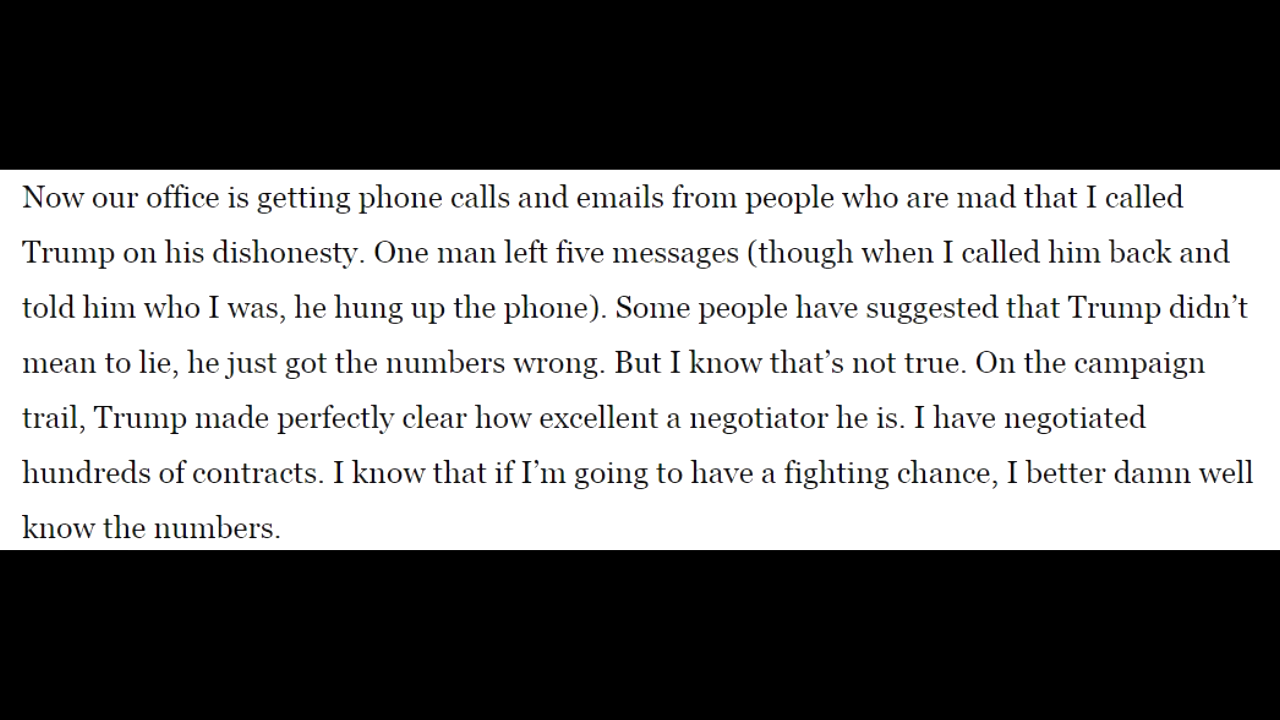 Now our office is getting phone calls and emails from people who are mad that I called
Trump on his dishonesty. One man left five messages (though when I called him back and
told him who I was, he hung up the phone). Some people have suggested that Trump didn’t
mean to lie, he just got the numbers wrong. But I know that’s not true. On the campaign
trail, Trump made perfectly clear how excellent a negotiator he is. I have negotiated
hundreds of contracts. I know that if I’m going to have a fighting chance, I better damn well
know the numbers.